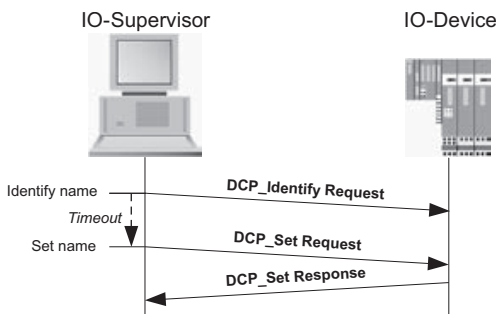 IO-Supervisor
IO-Device
Identify name
DCP_Identify Request
Timeout
Set name
DCP_Set Request
DCP_Set Response